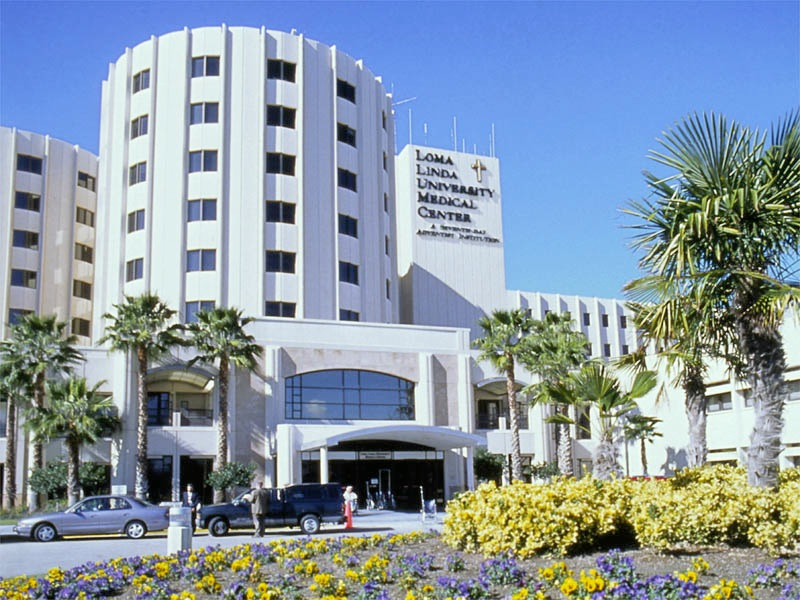 LOMA
LINDA
UNIVERSITY
MEDICAL
CENTER
A SEVENTH-DAY
ADVENTIST INSTITUTION